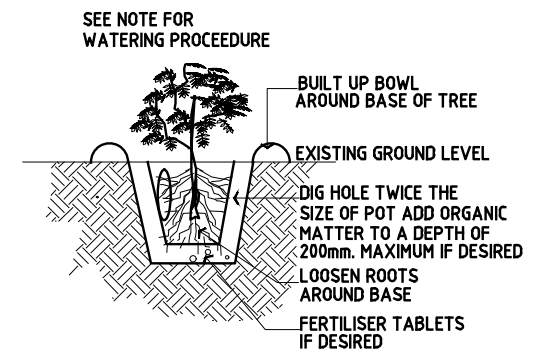 SEE NOTE FOR
WATERING PROCEEDURE
BUILT UP BOWL
AROUND BASE OF TREE
EXISTING GROUND LEVEL
DIG HOLE TWICE THE
SIZE OF POT ADD ORGANIC
MATTER TO A DEPTH OF
200mm. MAXIMUM IF DESIRED
LOOSEN ROOTS
AROUND BASE
FERTILISER TABLETS
IF DESIRED